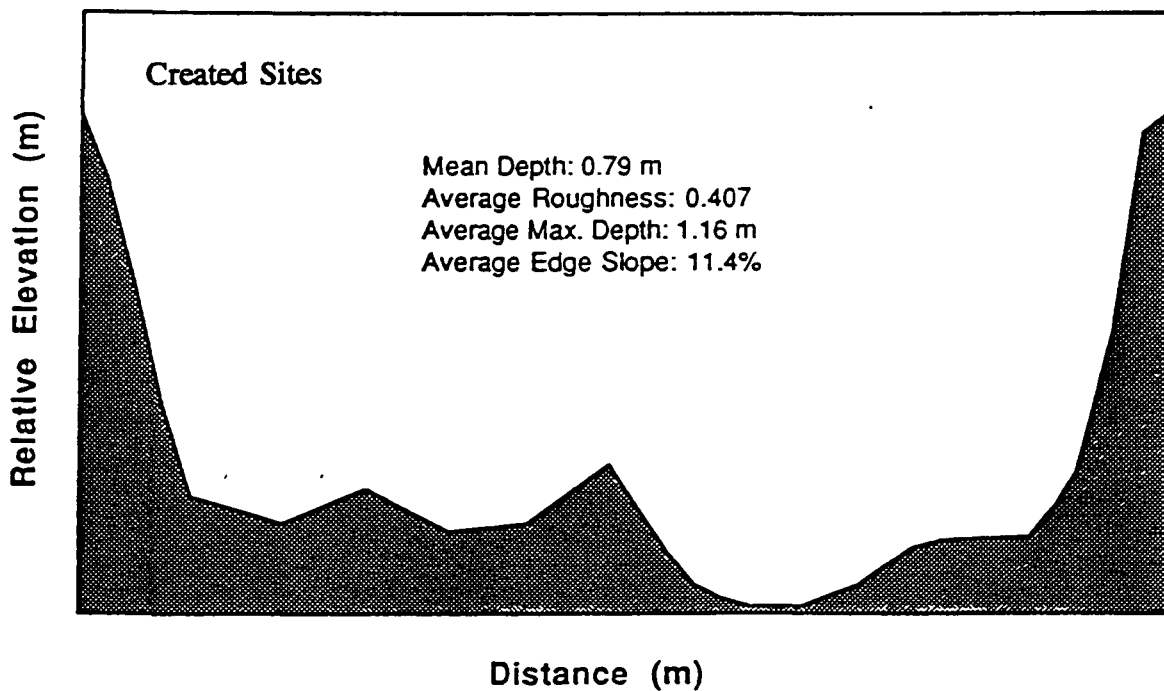 Created Sites
Mean Depth: 0.79 m
Average Roughness: 0.407
Average Max. Depth: 1.16 m
Average Edge Slope: 11.4%
Relative Elevation (m)
Distance (m)